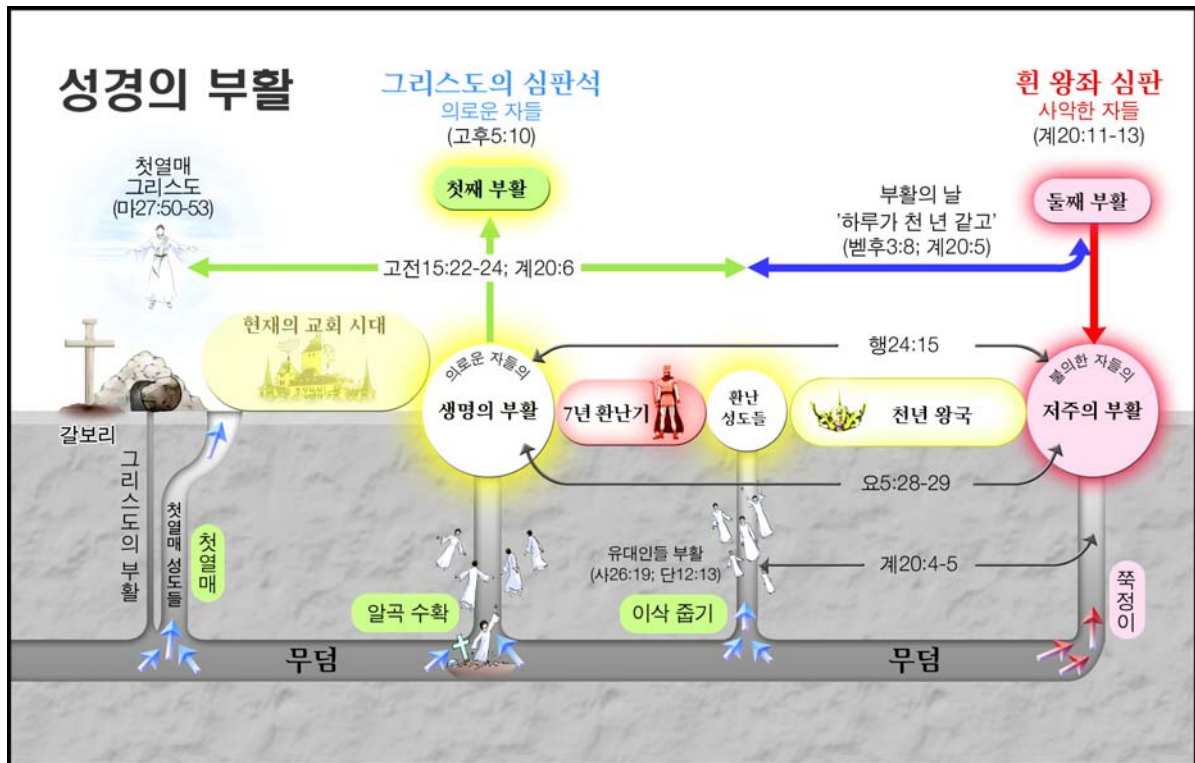 성경의 부활
그리스도의 심판석
의로운 자들
(고후5:10)
흰 왕좌 심판
사악한 자들
(계20:11-13)
첫열매
그리스도
(마27:50-53)
첫째 부활
부활의 날
'하루가 천 년 같고'
(벧후3:8; 계20:5)
둘째 부활
고전15:22-24; 계20:6
현재의 교회 시대
행24:15
의로운 자들의
생명의 부활
7년 환난기
환난
성도들
천년 왕국
불의한 자들의
저주의 부활
갈보리
요5:28-29
그리스도의 부활
첫열매 성도들
첫열매
유대인들 부활
(사26:19; 단12:13)
계20:4-5
알곡 수확
이삭 줍기
쭉정이
무덤
무덤